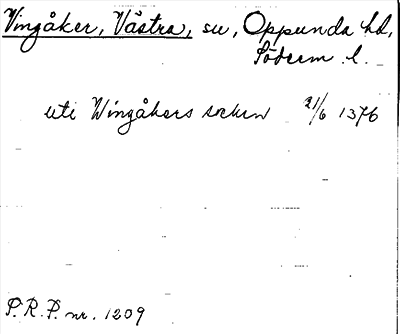 Vingåker, Västra, sn, Oppunda hd,
Söderm. l.
uti Wingåkers sokn 21/6 1376
P.R.P. nr. 1209